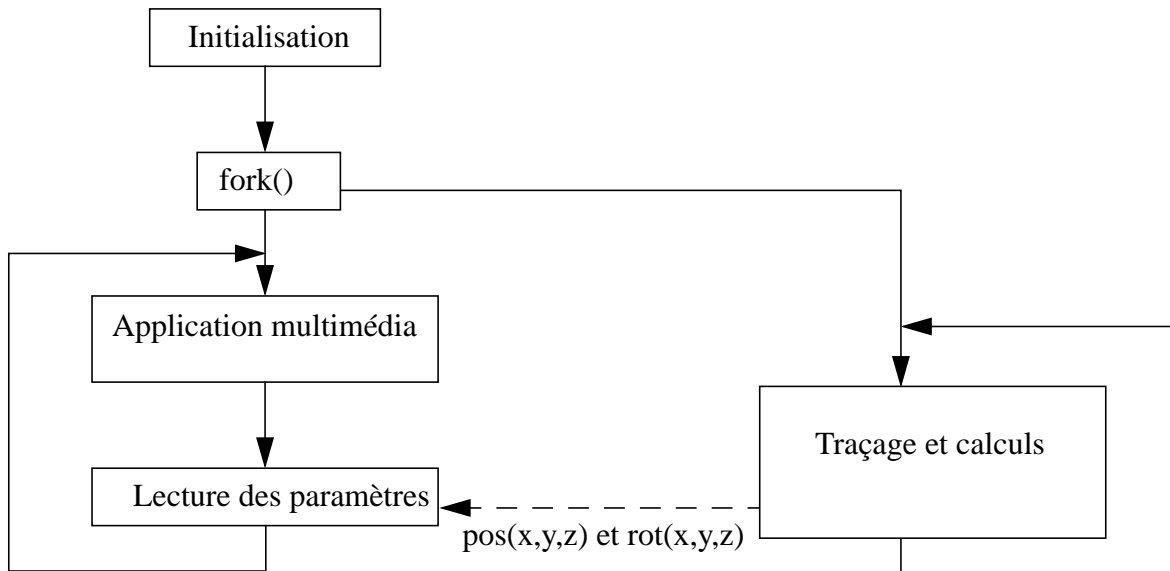 Initialisation
fork()
Application multimédia
Traçage et calculs
Lecture des paramètres
pos(x,y,z) et rot(x,y,z)